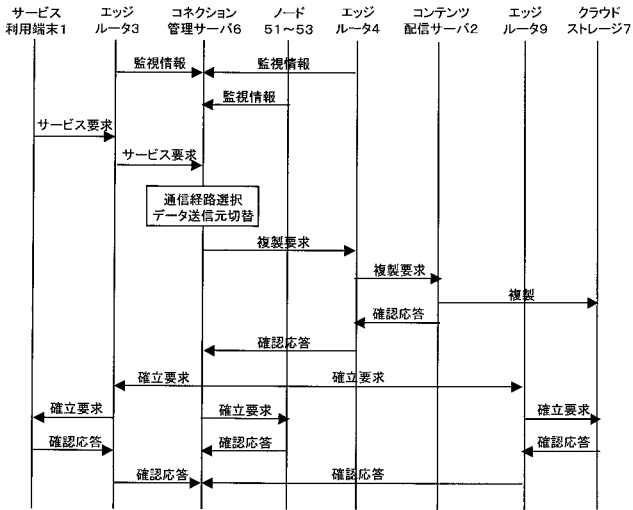 サービス
利用端末1
エッジ
ルータ3
コネクション
管理サーバ6
ノード
51～53
エッジ
ルータ4
コンテンツ
配信サーバ2
エッジ
ルータ9
クラウド
ストレージ7
監視情報
監視情報
監視情報
サービス要求
サービス要求
通信経路選択
データ送信元切替
複製要求
複製要求
複製
確認応答
確認応答
確立要求
確立要求
確立要求
確立要求
確立要求
確認応答
確認応答
確認応答
確認応答
確認応答